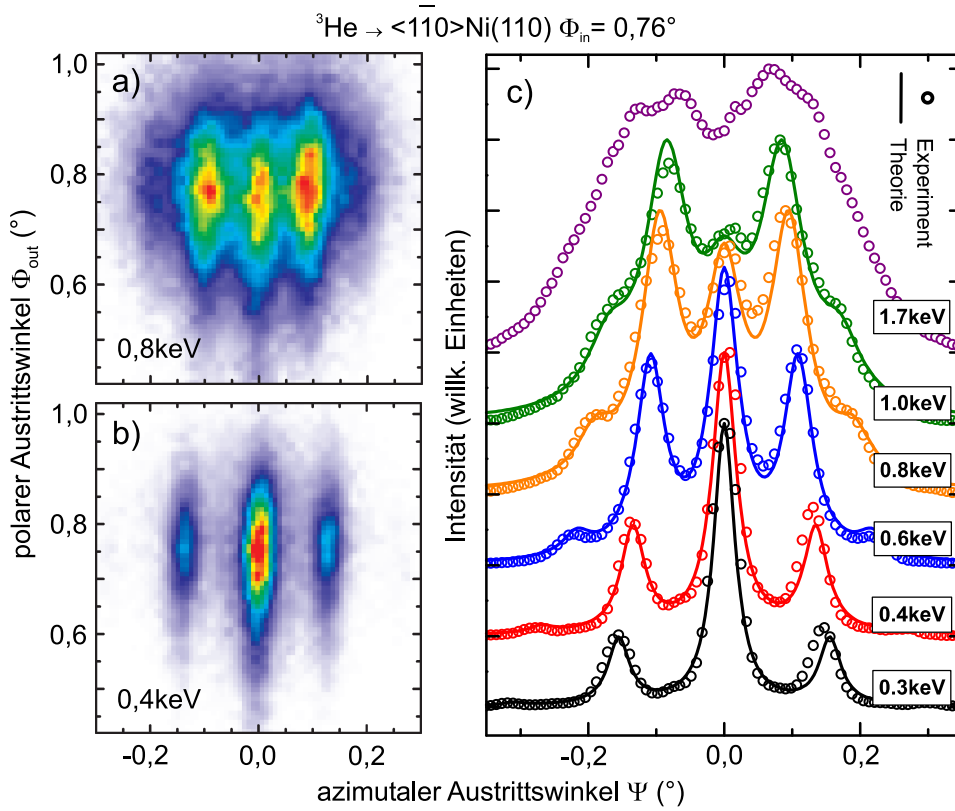 ³He → <1̅1̅0>Ni(110) Φin= 0,76°
a)
0,8keV
1,0
0,8
0,6
b)
0,4keV
1,0
0,8
0,6
-0,2
0,0
0,2
polarer Austrittswinkel Φout (°)
c)
Experiment
Theorie
1.7keV
1.0keV
0.8keV
0.6keV
0.4keV
0.3keV
Intensität (willk. Einheiten)
-0,2
0,0
0,2
azimutaler Austrittswinkel Ψ (°)